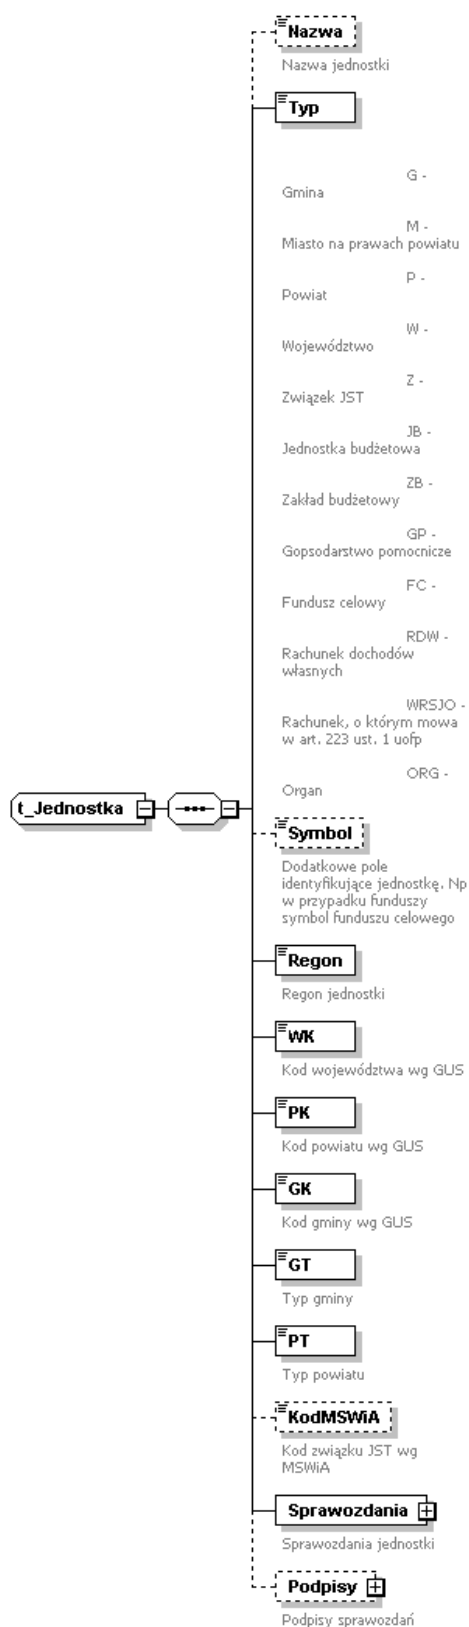 Nazwa
Nazwa jednostki
Typ
G -
Gmina
M -
Miasto na prawach powiatu
P -
Powiat
W -
Województwo
Z -
Związek JST
JB -
Jednostka budżetowa
ZB -
Zakład budżetowy
GP -
Gopsodarstwo pomocnicze
FC -
Fundusz celowy
RDW -
Rachunek dochodów
własnych
WRSJO -
Rachunek, o którym mowa
w art. 223 ust. 1 uofp
ORG -
Organ
t_Jednostka
Symbol
Dodatkowe pole
identyfikujące jednostkę. Np
w przypadku funduszy
symbol funduszu celowego
Regon
Regon jednostki
WK
Kod województwa wg GUS
PK
Kod powiatu wg GUS
GK
Kod gminy wg GUS
GT
Typ gminy
PT
Typ powiatu
KodMSWiA
Kod związku JST wg
MSWiA
Sprawozdania
Sprawozdania jednostki
Podpisy
Podpisy sprawozdań